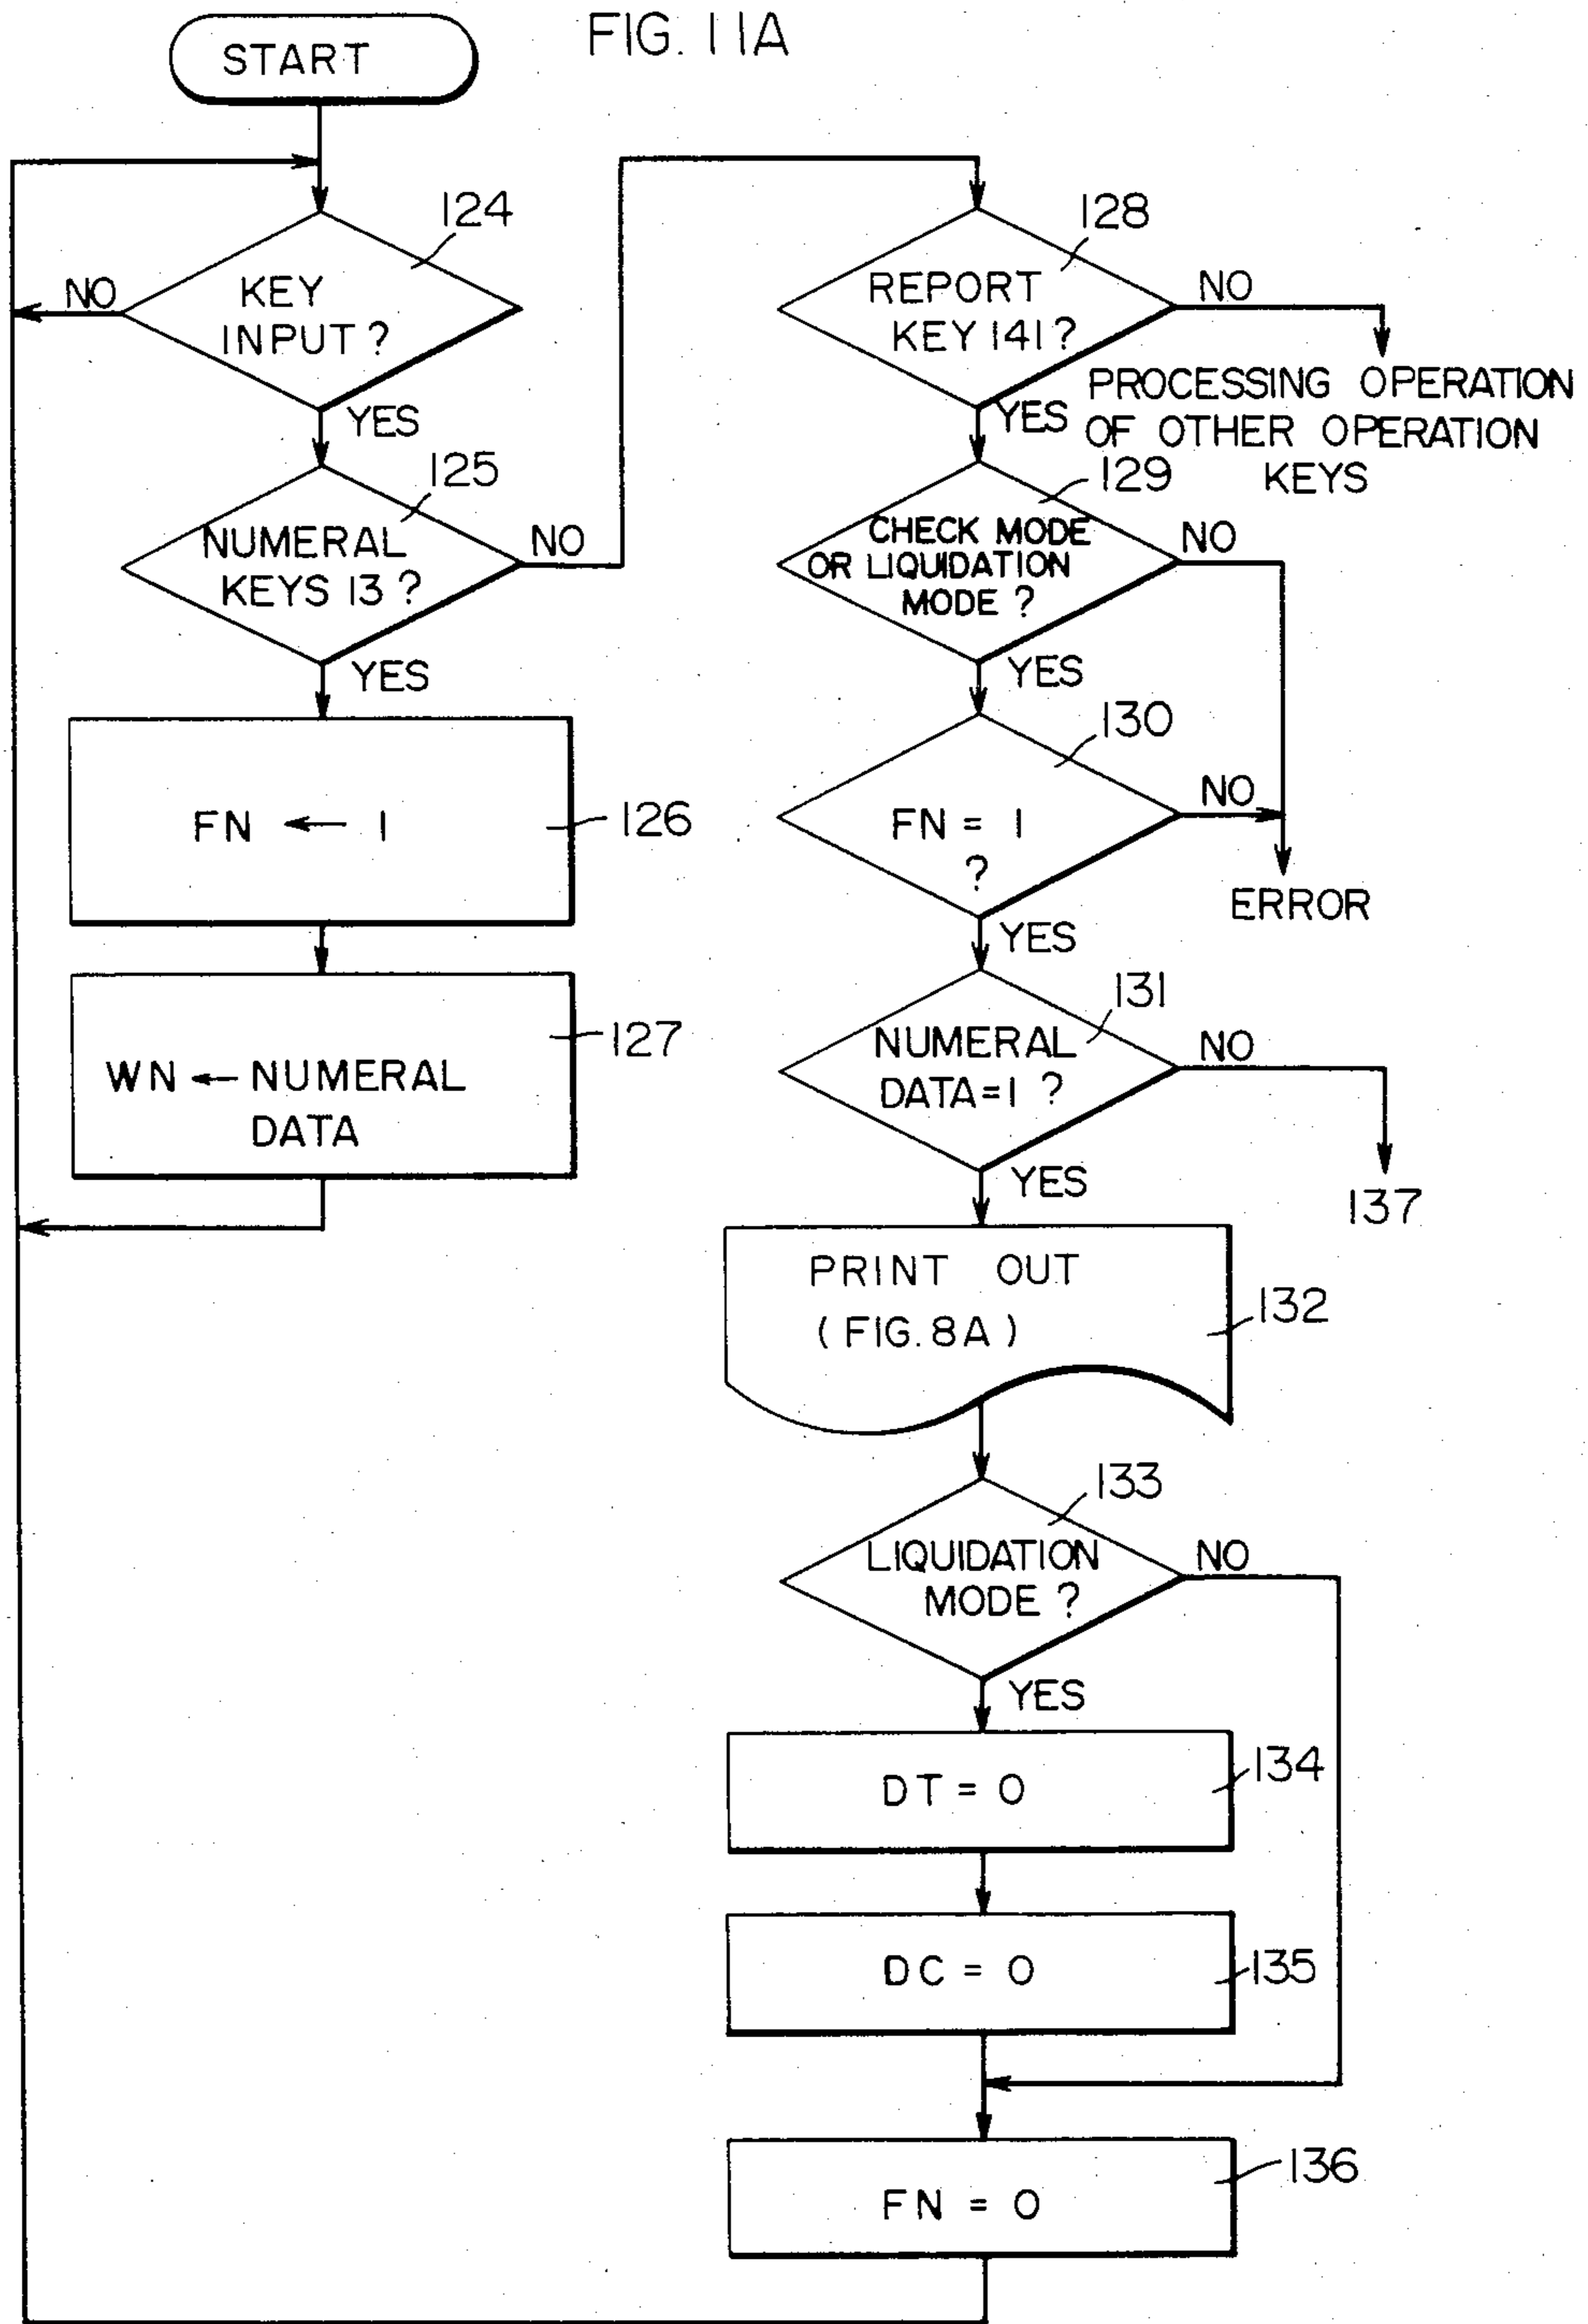 FIG. 11A
START
124
NO
KEY
INPUT ?
YES
125
NUMERAL
KEYS 13 ?
NO
YES
FN ← 1
126
WN ← NUMERAL
DATA
127
128
REPORT
KEY 141 ?
NO
PROCESSING OPERATION
OF OTHER OPERATION
KEYS
YES
129
CHECK MODE
OR LIQUIDATION
MODE ?
NO
YES
130
FN = 1
?
NO
ERROR
YES
131
NUMERAL
DATA=1 ?
NO
137
YES
PRINT OUT
(FIG. 8A)
132
133
LIQUIDATION
MODE ?
NO
YES
DT = 0
134
DC = 0
135
FN = 0
136